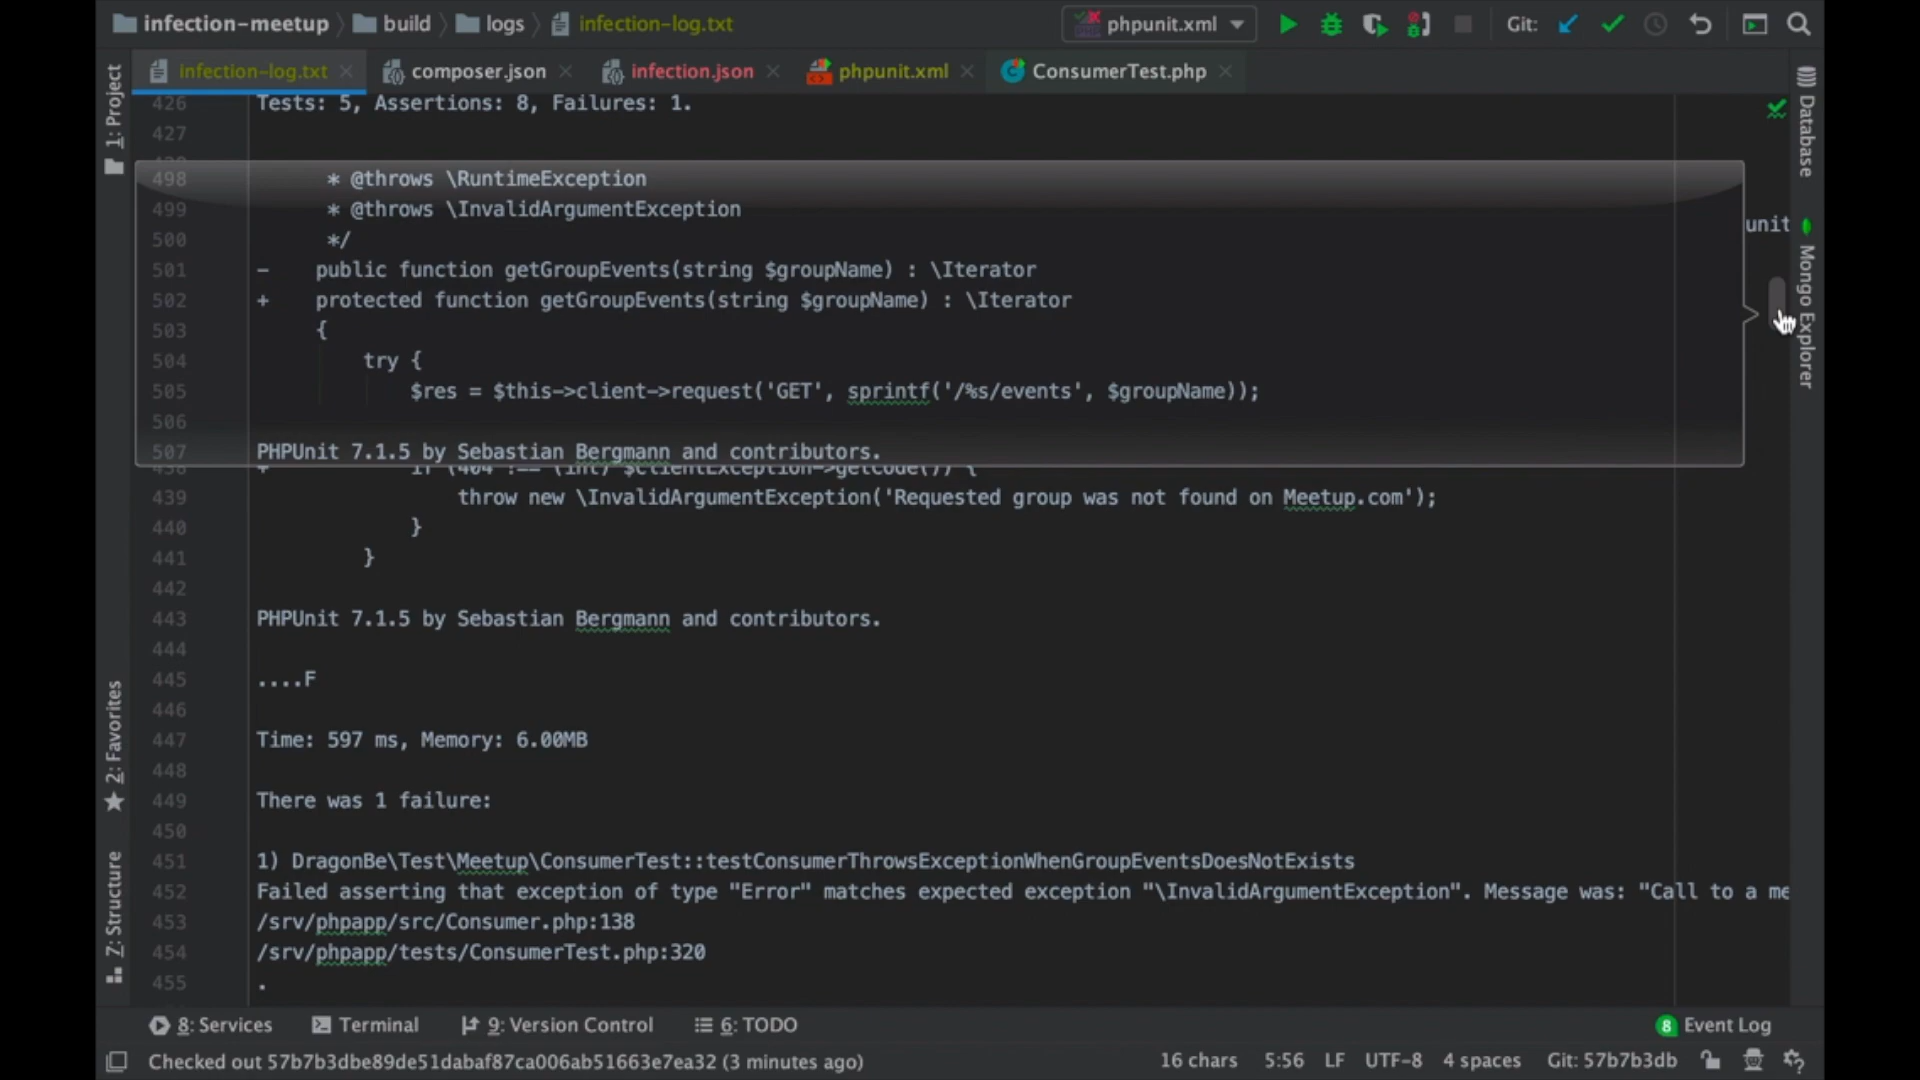 infection-meetup build logs infection-log.txt phpunit.xml Git:
infection-log.txt composer.json infection.json phpunit.xml ConsumerTest.php
1: Project
2: Favorites
7: Structure
Database
Mongo Explorer
426 Tests: 5, Assertions: 8, Failures: 1.
427
498 * @throws \RuntimeException
499 * @throws \InvalidArgumentException
500 */
unit
501 - public function getGroupEvents(string $groupName) : \Iterator
502 + protected function getGroupEvents(string $groupName) : \Iterator
503 {
504 try {
505 $res = $this->client->request('GET', sprintf('/%s/events', $groupName));
506
507 PHPUnit 7.1.5 by Sebastian Bergmann and contributors.
+ if (404 !== (int) $clientException->getCode()) {
439 throw new \InvalidArgumentException('Requested group was not found on Meetup.com');
440 }
441 }
442
443 PHPUnit 7.1.5 by Sebastian Bergmann and contributors.
444
445 ....F
446
447 Time: 597 ms, Memory: 6.00MB
448
449 There was 1 failure:
450
451 1) DragonBe\Test\Meetup\ConsumerTest::testConsumerThrowsExceptionWhenGroupEventsDoesNotExists
452 Failed asserting that exception of type "Error" matches expected exception "\InvalidArgumentException". Message was: "Call to a me
453 /srv/phpapp/src/Consumer.php:138
454 /srv/phpapp/tests/ConsumerTest.php:320
455 .
8: Services Terminal 9: Version Control 6: TODO 8 Event Log
Checked out 57b7b3dbe89de51dabaf87ca006ab51663e7ea32 (3 minutes ago) 16 chars 5:56 LF UTF-8 4 spaces Git: 57b7b3db